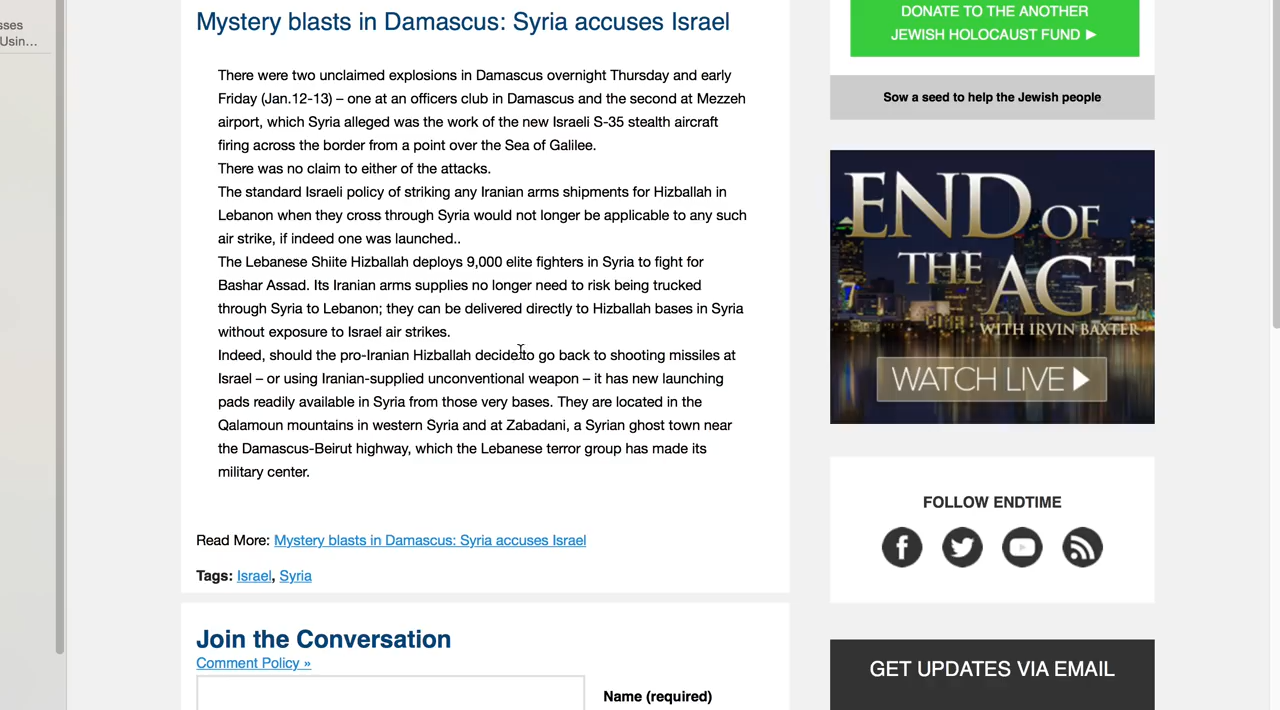 sses
Usin...
Mystery blasts in Damascus: Syria accuses Israel
There were two unclaimed explosions in Damascus overnight Thursday and early
Friday (Jan.12-13) – one at an officers club in Damascus and the second at Mezzeh
airport, which Syria alleged was the work of the new Israeli S-35 stealth aircraft
firing across the border from a point over the Sea of Galilee.
There was no claim to either of the attacks.
The standard Israeli policy of striking any Iranian arms shipments for Hizballah in
Lebanon when they cross through Syria would not longer be applicable to any such
air strike, if indeed one was launched..
The Lebanese Shiite Hizballah deploys 9,000 elite fighters in Syria to fight for
Bashar Assad. Its Iranian arms supplies no longer need to risk being trucked
through Syria to Lebanon; they can be delivered directly to Hizballah bases in Syria
without exposure to Israel air strikes.
Indeed, should the pro-Iranian Hizballah decide to go back to shooting missiles at
Israel – or using Iranian-supplied unconventional weapon – it has new launching
pads readily available in Syria from those very bases. They are located in the
Qalamoun mountains in western Syria and at Zabadani, a Syrian ghost town near
the Damascus-Beirut highway, which the Lebanese terror group has made its
military center.
Read More: Mystery blasts in Damascus: Syria accuses Israel
Tags: Israel, Syria
Join the Conversation
Comment Policy »
Name (required)
DONATE TO THE ANOTHER
JEWISH HOLOCAUST FUND ►
Sow a seed to help the Jewish people
END OF
THE AGE
WITH IRVIN BAXTER
WATCH LIVE ▶
FOLLOW ENDTIME
GET UPDATES VIA EMAIL